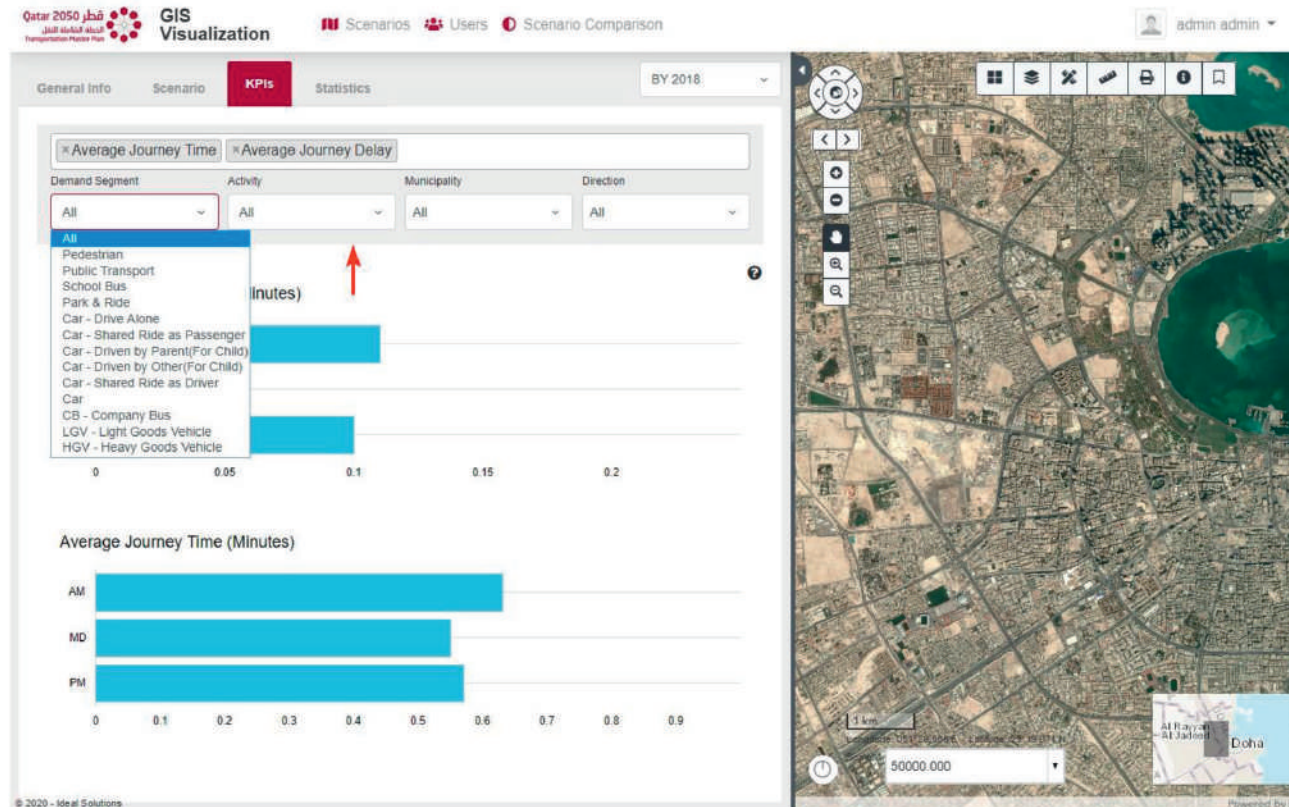 Qatar 2050 قطر
الخطة الشاملة للنقل
Transportation Master Plan
GIS
Visualization
Scenarios
Users
Scenario Comparison
admin admin
General Info
Scenario
KPIs
Statistics
BY 2018
×Average Journey Time
×Average Journey Delay
Demand Segment
Activity
Municipality
Direction
All
All
All
All
All
Pedestrian
Public Transport
School Bus
Park & Ride
Car - Drive Alone
Car - Shared Ride as Passenger
Car - Driven by Parent(For Child)
Car - Driven by Other(For Child)
Car - Shared Ride as Driver
Car
CB - Company Bus
LGV - Light Goods Vehicle
HGV - Heavy Goods Vehicle
inutes)
0 0.05 0.1 0.15 0.2
Average Journey Time (Minutes)
AM
MD
PM
0 0.1 0.2 0.3 0.4 0.5 0.6 0.7 0.8 0.9
1 km
50000.000
Al Rayyan
Al Jadeed
Doha
© 2020 - Ideal Solutions
Powered By